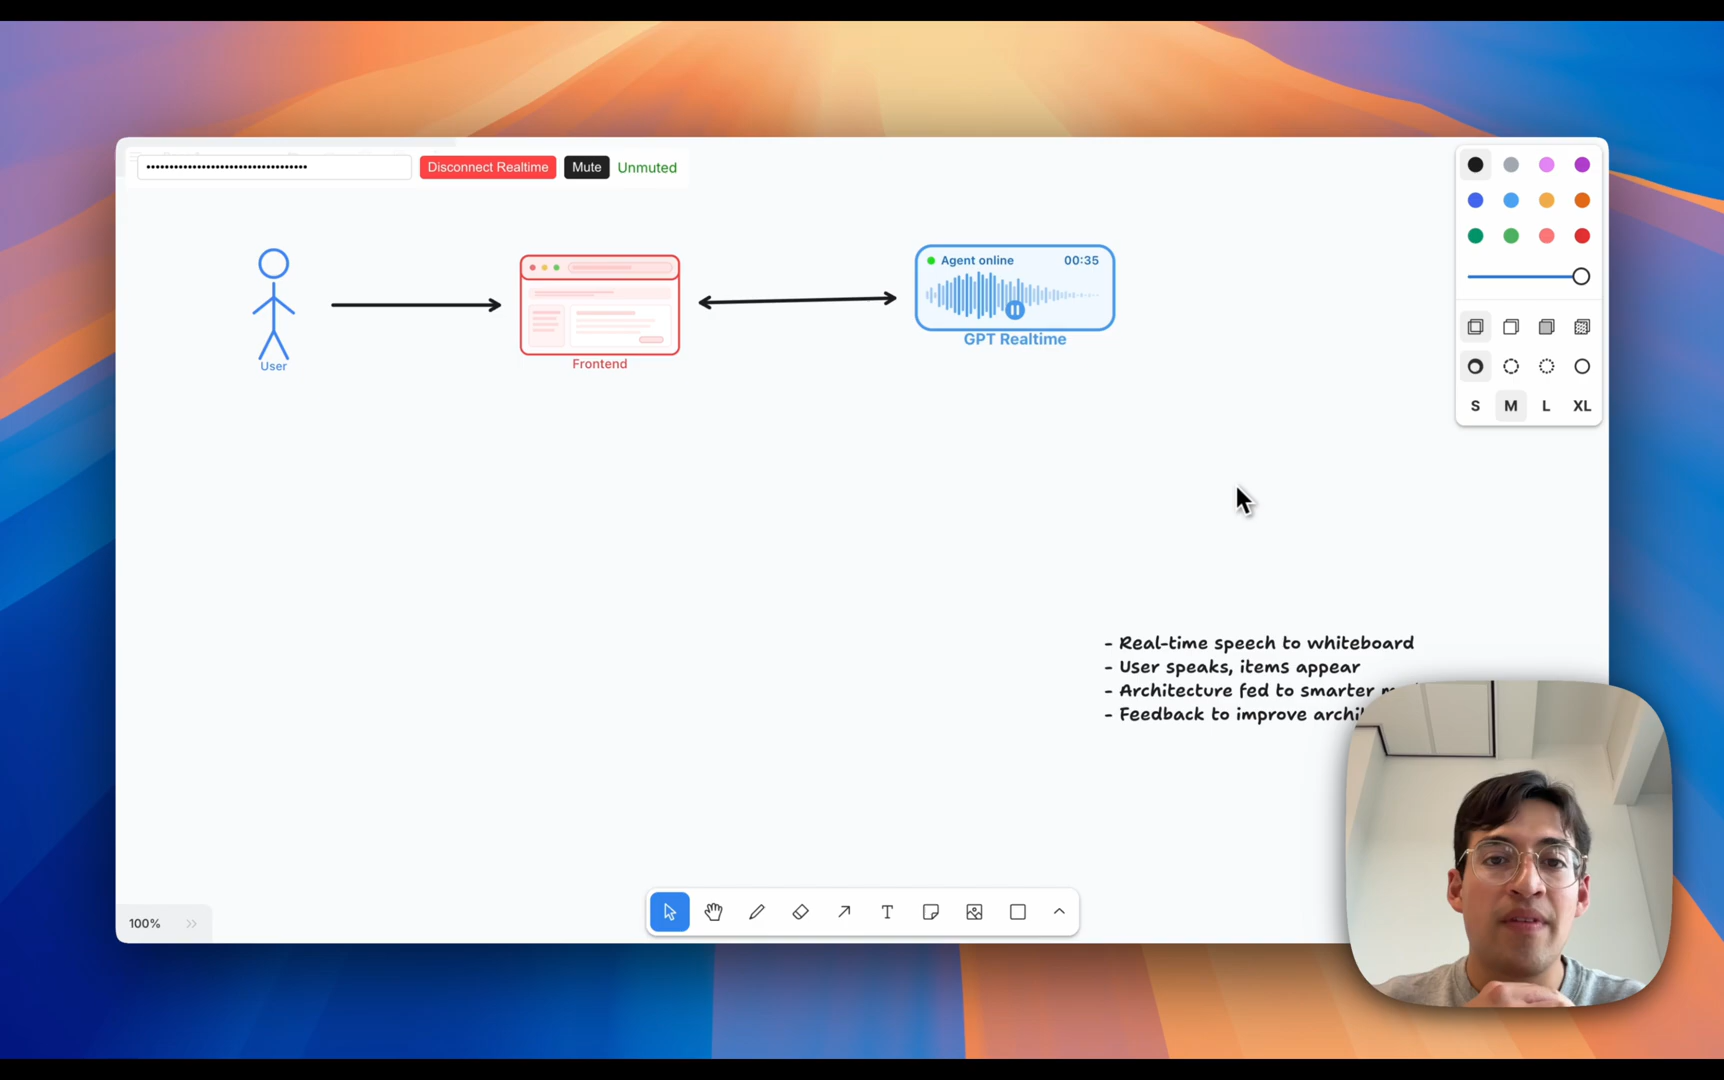 Disconnect Realtime Mute Unmuted
Agent online 00:35
GPT Realtime
User
Frontend
S M L XL
- Real-time speech to whiteboard
- User speaks, items appear
- Architecture fed to smarter
- Feedback to improve
100%
T